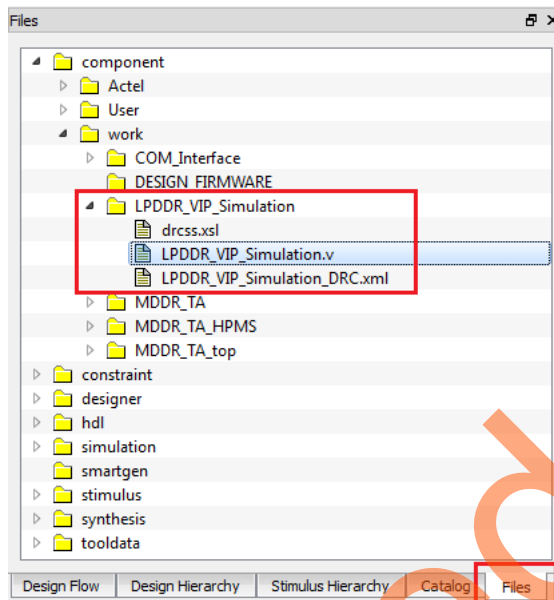 Files
component
Actel
User
work
COM_Interface
DESIGN_FIRMWARE
LPDDR_VIP_Simulation
drcss.xsl
LPDDR_VIP_Simulation.v
LPDDR_VIP_Simulation_DRC.xml
MDDR_TA
MDDR_TA_HPMS
MDDR_TA_top
constraint
designer
hdl
simulation
smartgen
stimulus
synthesis
tooldata
Design Flow Design Hierarchy Stimulus Hierarchy Catalog Files